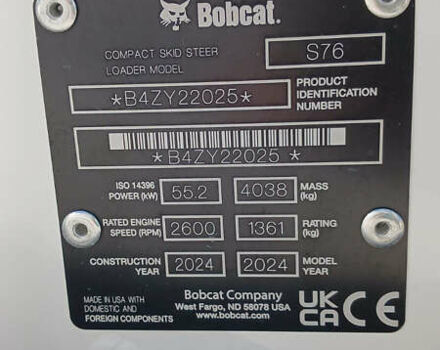 Bobcat.
COMPACT SKID STEER
LOADER MODEL
S76
*B4ZY22025*
PRODUCT
IDENTIFICATION
NUMBER
*B4ZY22025*
ISO 14396
POWER (kW)
55.2
4038
MASS
(kg)
RATED ENGINE
SPEED (RPM)
2600
1361
RATING
(kg)
CONSTRUCTION
YEAR
2024
2024
MODEL
YEAR
MADE IN USA WITH
DOMESTIC AND
FOREIGN COMPONENTS
Bobcat Company
West Fargo, ND 58078 USA
www.bobcat.com
UK
CA
CE